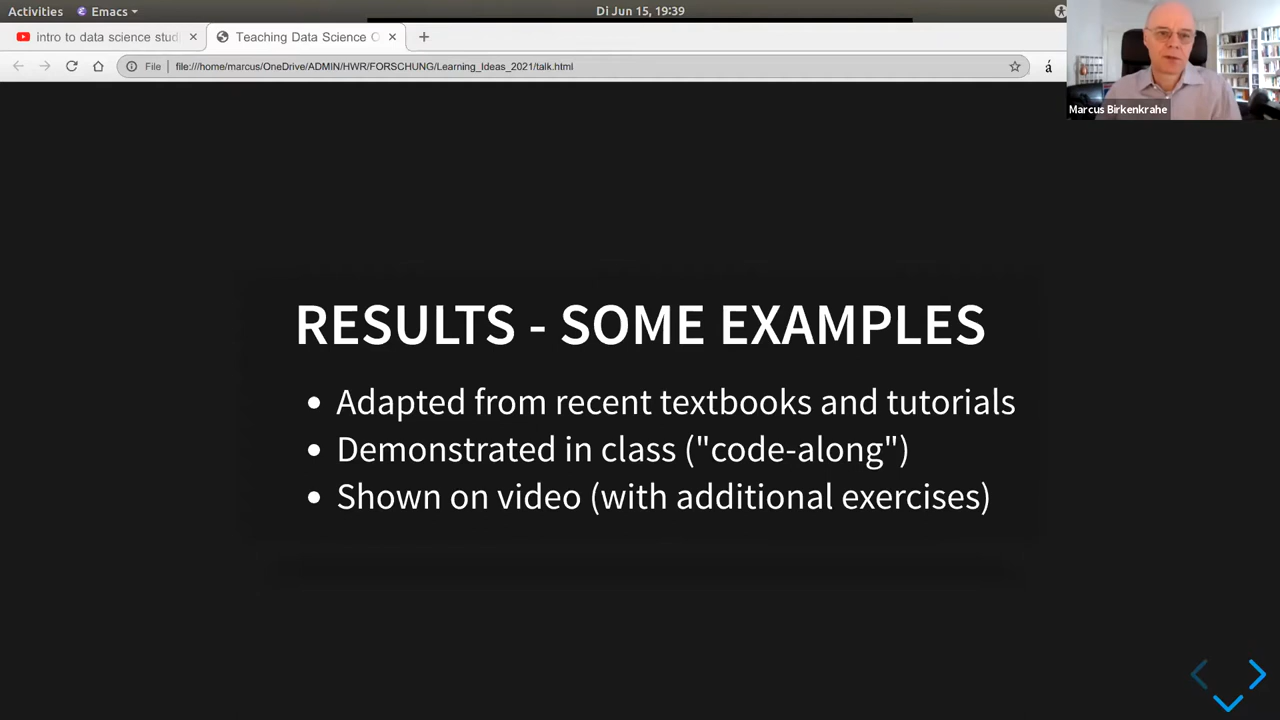 Activities Emacs Di Jun 15, 19:39
intro to data science stud Teaching Data Science O
File file:///home/marcus/OneDrive/ADMIN/HWR/FORSCHUNG/Learning_Ideas_2021/talk.html á
Marcus Birkenkrahe
RESULTS - SOME EXAMPLES
• Adapted from recent textbooks and tutorials
• Demonstrated in class ("code-along")
• Shown on video (with additional exercises)